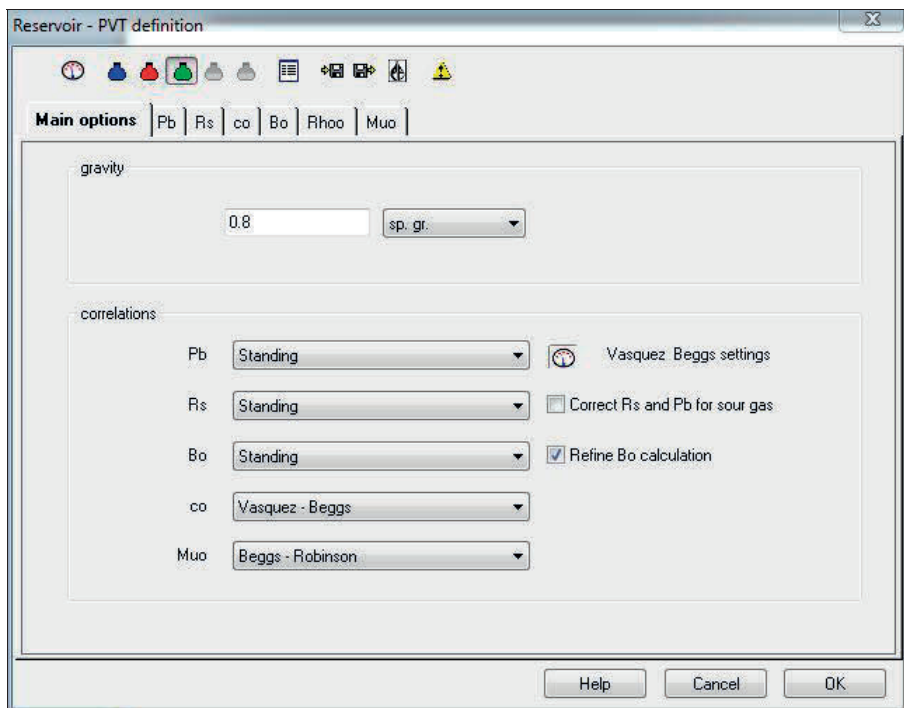 Reservoir - PVT definition
Main options Pb Rs co Bo Rhoo Muo
gravity
0.8 sp. gr.
correlations
Pb Standing Vasquez Beggs settings
Rs Standing Correct Rs and Pb for sour gas
Bo Standing Refine Bo calculation
co Vasquez - Beggs
Muo Beggs - Robinson
Help Cancel OK